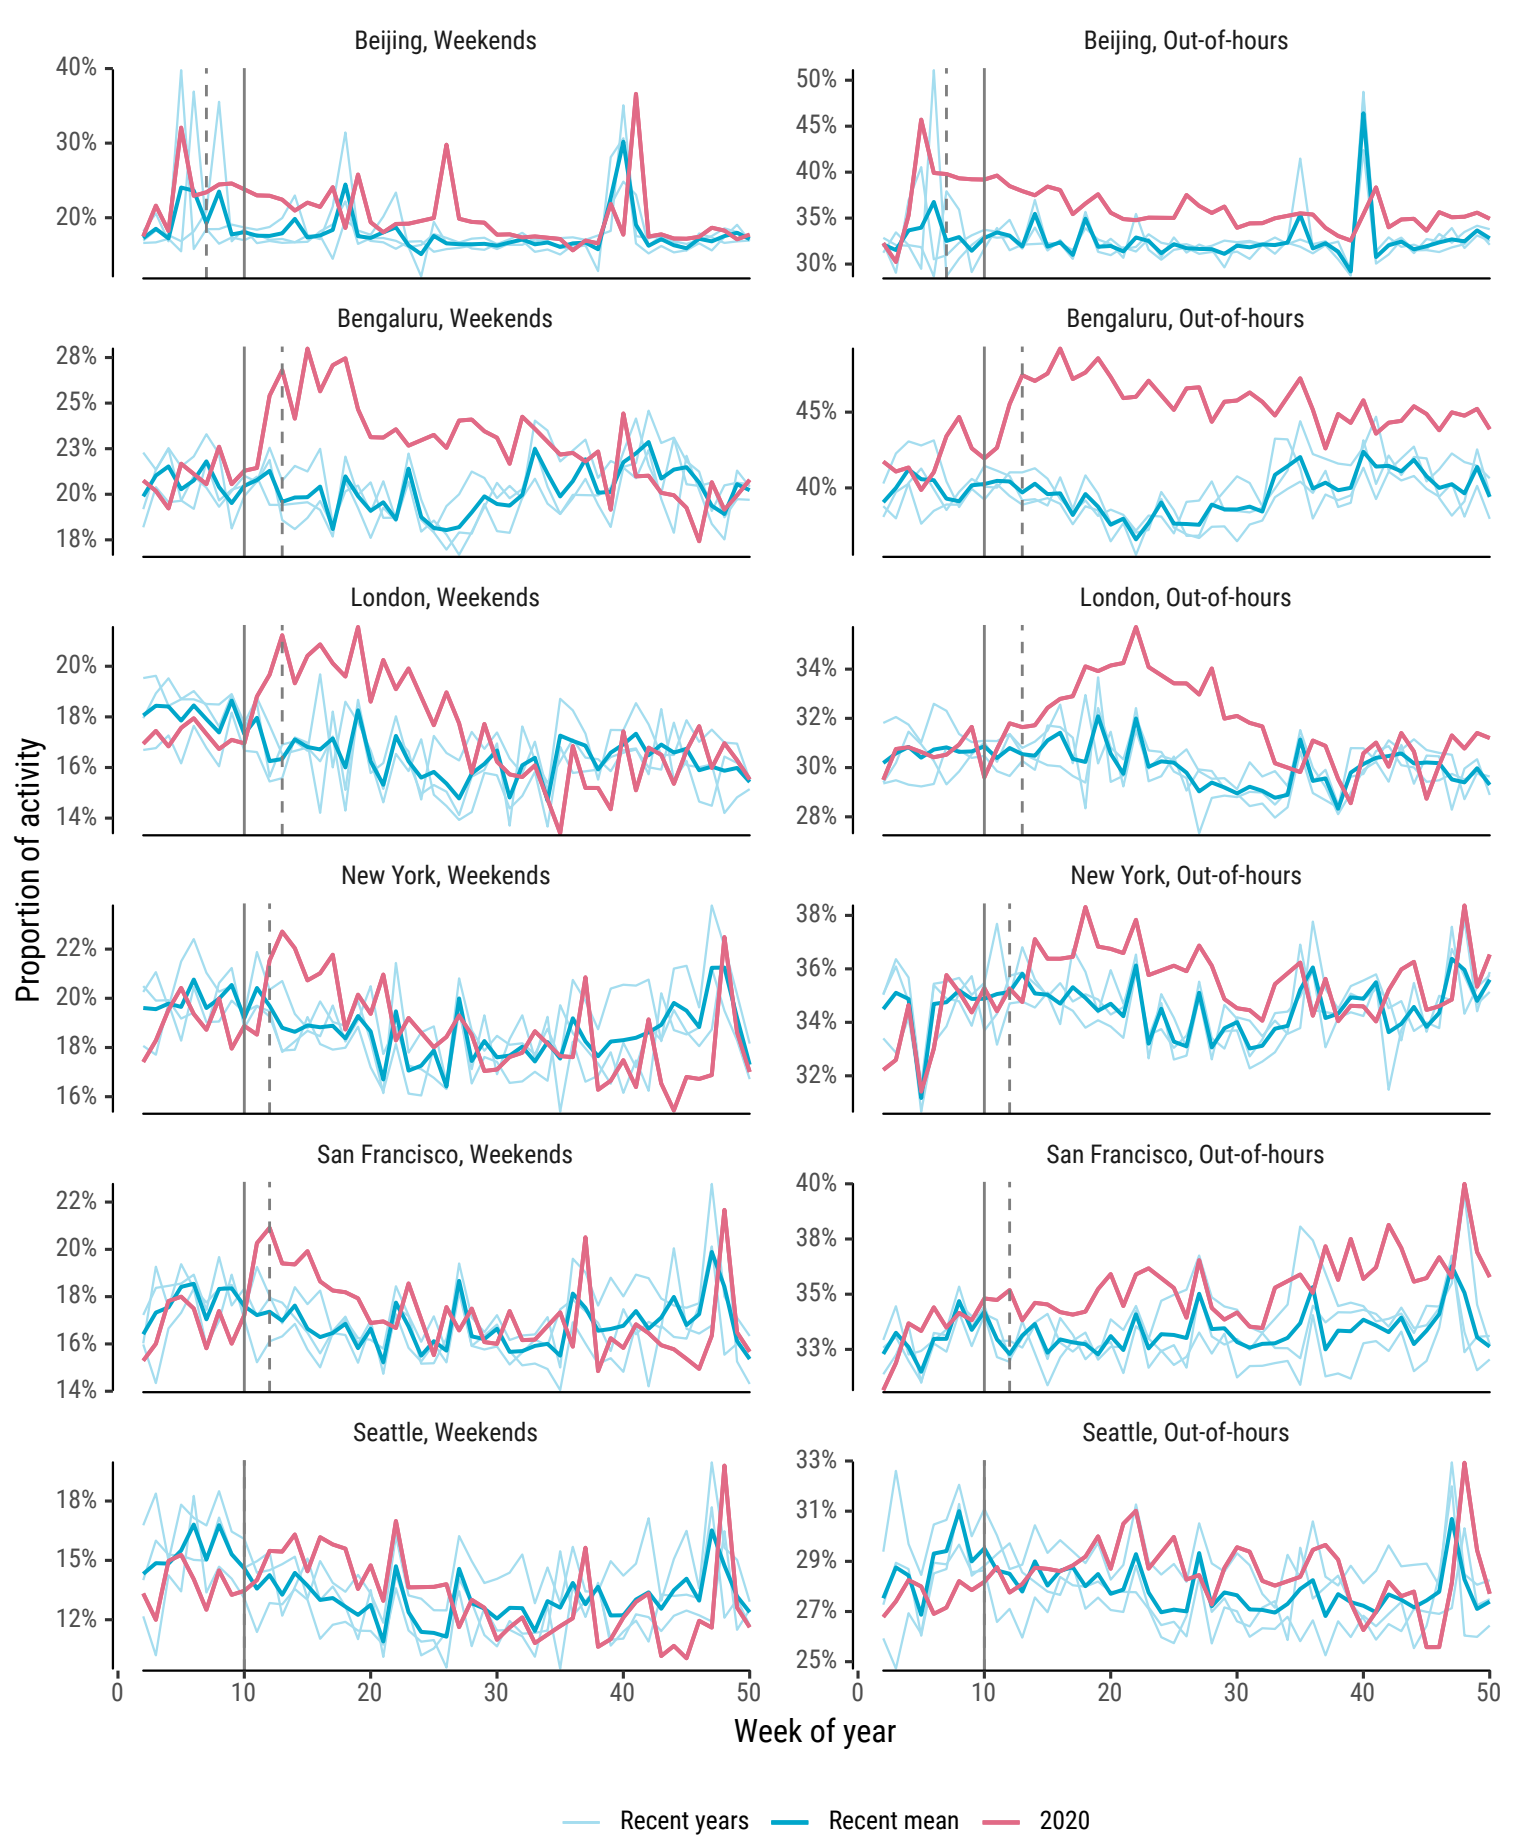 Beijing, Weekends
Beijing, Out-of-hours
40%
30%
20%
50%
45%
40%
35%
30%
Bengaluru, Weekends
Bengaluru, Out-of-hours
28%
25%
23%
20%
18%
45%
40%
London, Weekends
London, Out-of-hours
20%
18%
16%
14%
34%
32%
30%
28%
Proportion of activity
New York, Weekends
New York, Out-of-hours
22%
20%
18%
16%
38%
36%
34%
32%
San Francisco, Weekends
San Francisco, Out-of-hours
22%
20%
18%
16%
14%
40%
38%
35%
33%
Seattle, Weekends
Seattle, Out-of-hours
18%
15%
12%
33%
31%
29%
27%
25%
0 10 20 30 40 50
0 10 20 30 40 50
Week of year
Recent years Recent mean 2020